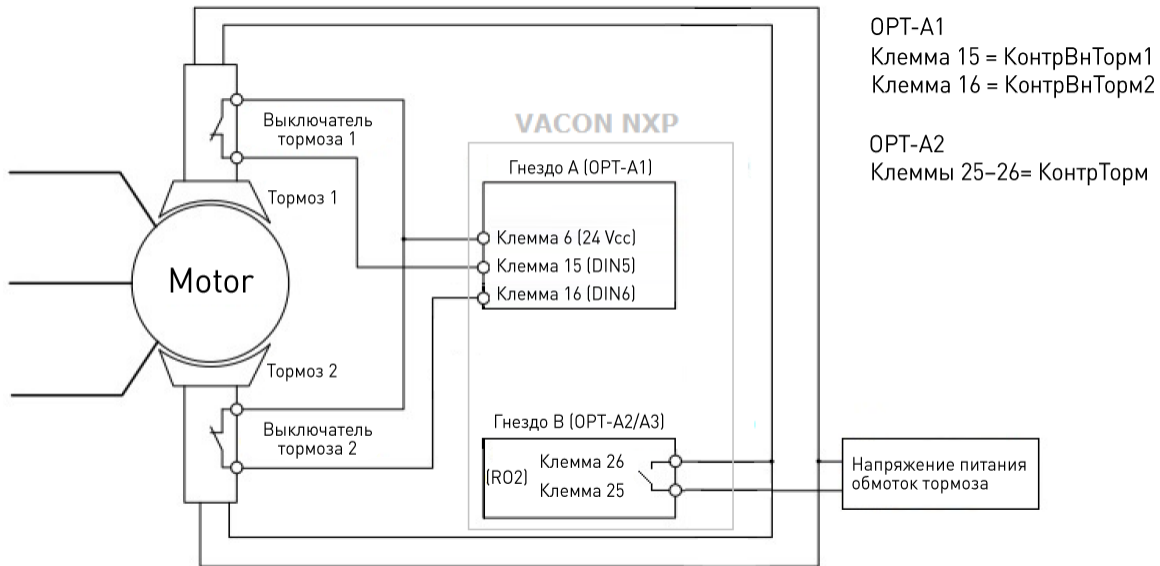 OPT-A1
Клемма 15 = КонтрВнТорм1
Клемма 16 = КонтрВнТорм2
OPT-A2
Клеммы 25–26= КонтрТорм
VACON NXP
Выключатель
тормоза 1
Гнездо А (OPT-A1)
Тормоз 1
Клемма 6 (24 Vcc)
Клемма 15 (DIN5)
Клемма 16 (DIN6)
Motor
Тормоз 2
Выключатель
тормоза 2
Гнездо В (OPT-A2/A3)
(RO2)
Клемма 26
Клемма 25
Напряжение питания
обмоток тормоза